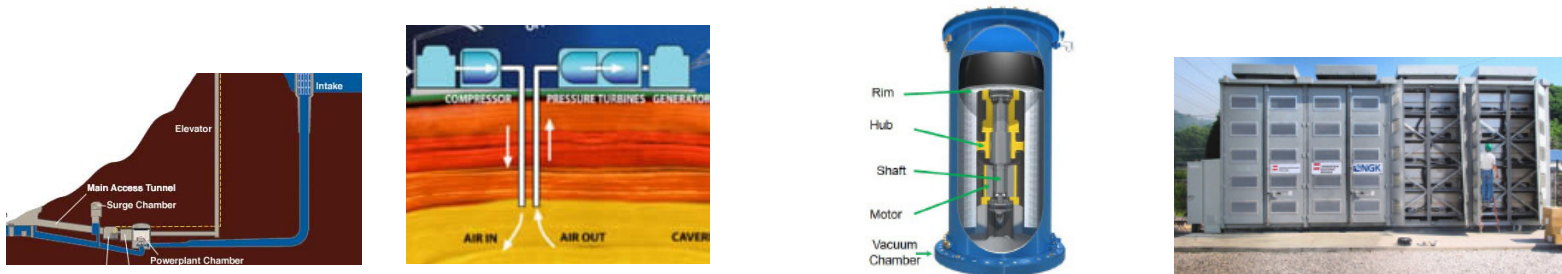 Intake
Elevator
Main Access Tunnel
Surge Chamber
Powerplant Chamber
COMPRESSOR
PRESSURE TURBINES
GENERATOR
AIR IN
AIR OUT
CAVER
Rim
Hub
Shaft
Motor
Vacuum
Chamber
NGK